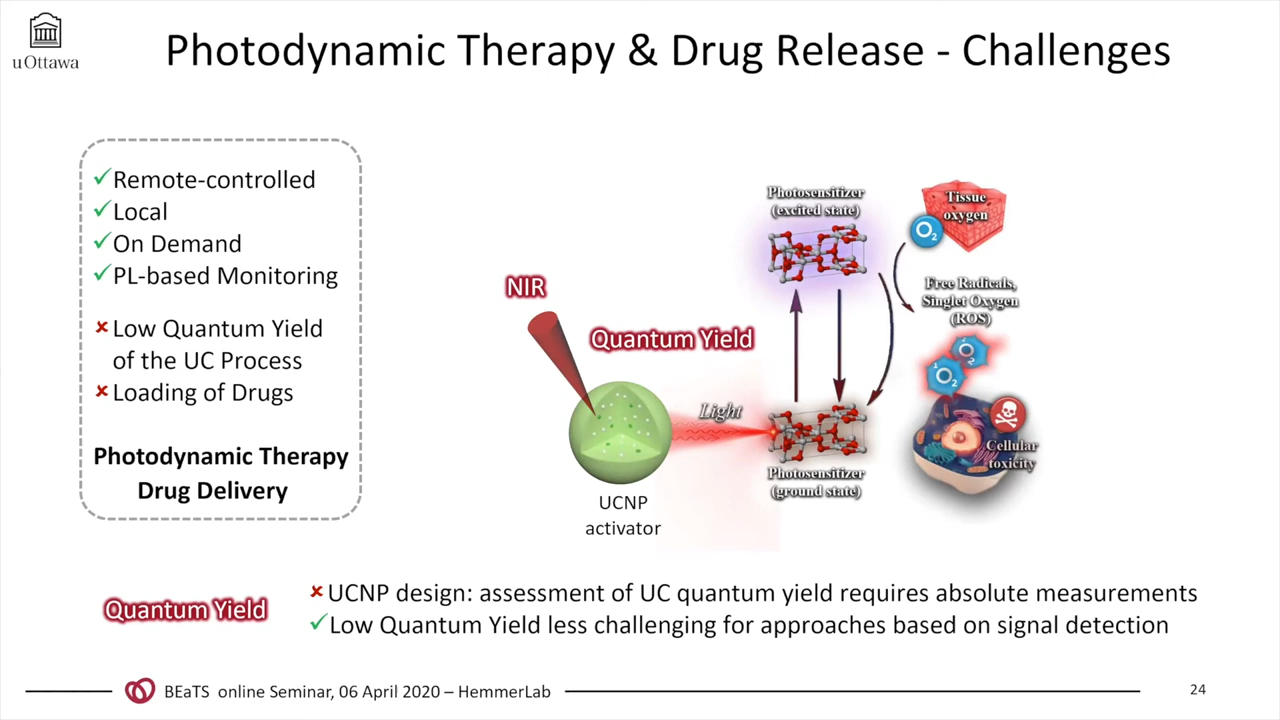 uOttawa
Photodynamic Therapy & Drug Release - Challenges
✓Remote-controlled
✓Local
✓On Demand
✓PL-based Monitoring
✗Low Quantum Yield
of the UC Process
✗Loading of Drugs
Photodynamic Therapy
Drug Delivery
NIR
Quantum Yield
Light
UCNP
activator
Photosensitizer
(excited state)
Photosensitizer
(ground state)
Tissue
oxygen
O2
Free Radicals,
Singlet Oxygen
(ROS)
1O2
1O2
Cellular
toxicity
Quantum Yield
✗UCNP design: assessment of UC quantum yield requires absolute measurements
✓Low Quantum Yield less challenging for approaches based on signal detection
BEaTS online Seminar, 06 April 2020 – HemmerLab
24